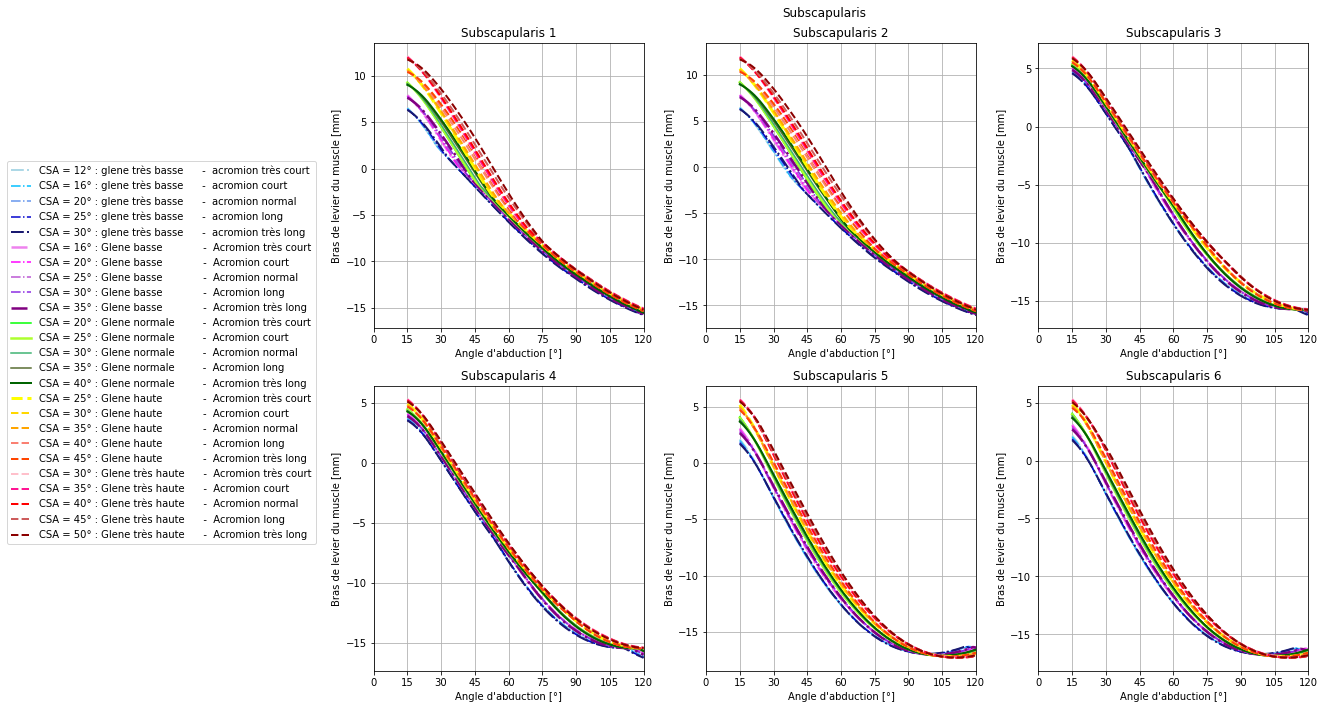 Subscapularis
CSA = 12° : glene très basse - acromion très court
CSA = 16° : glene très basse - acromion court
CSA = 20° : glene très basse - acromion normal
CSA = 25° : glene très basse - acromion long
CSA = 30° : glene très basse - acromion très long
CSA = 16° : Glene basse - Acromion très court
CSA = 20° : Glene basse - Acromion court
CSA = 25° : Glene basse - Acromion normal
CSA = 30° : Glene basse - Acromion long
CSA = 35° : Glene basse - Acromion très long
CSA = 20° : Glene normale - Acromion très court
CSA = 25° : Glene normale - Acromion court
CSA = 30° : Glene normale - Acromion normal
CSA = 35° : Glene normale - Acromion long
CSA = 40° : Glene normale - Acromion très long
CSA = 25° : Glene haute - Acromion très court
CSA = 30° : Glene haute - Acromion court
CSA = 35° : Glene haute - Acromion normal
CSA = 40° : Glene haute - Acromion long
CSA = 45° : Glene haute - Acromion très long
CSA = 30° : Glene très haute - Acromion très court
CSA = 35° : Glene très haute - Acromion court
CSA = 40° : Glene très haute - Acromion normal
CSA = 45° : Glene très haute - Acromion long
CSA = 50° : Glene très haute - Acromion très long
Subscapularis 1
Bras de levier du muscle [mm]
10
5
0
−5
−10
−15
0 15 30 45 60 75 90 105 120
Angle d'abduction [°]
Subscapularis 2
Bras de levier du muscle [mm]
10
5
0
−5
−10
−15
0 15 30 45 60 75 90 105 120
Angle d'abduction [°]
Subscapularis 3
Bras de levier du muscle [mm]
5
0
−5
−10
−15
0 15 30 45 60 75 90 105 120
Angle d'abduction [°]
Subscapularis 4
Bras de levier du muscle [mm]
5
0
−5
−10
−15
0 15 30 45 60 75 90 105 120
Angle d'abduction [°]
Subscapularis 5
Bras de levier du muscle [mm]
5
0
−5
−10
−15
0 15 30 45 60 75 90 105 120
Angle d'abduction [°]
Subscapularis 6
Bras de levier du muscle [mm]
5
0
−5
−10
−15
0 15 30 45 60 75 90 105 120
Angle d'abduction [°]